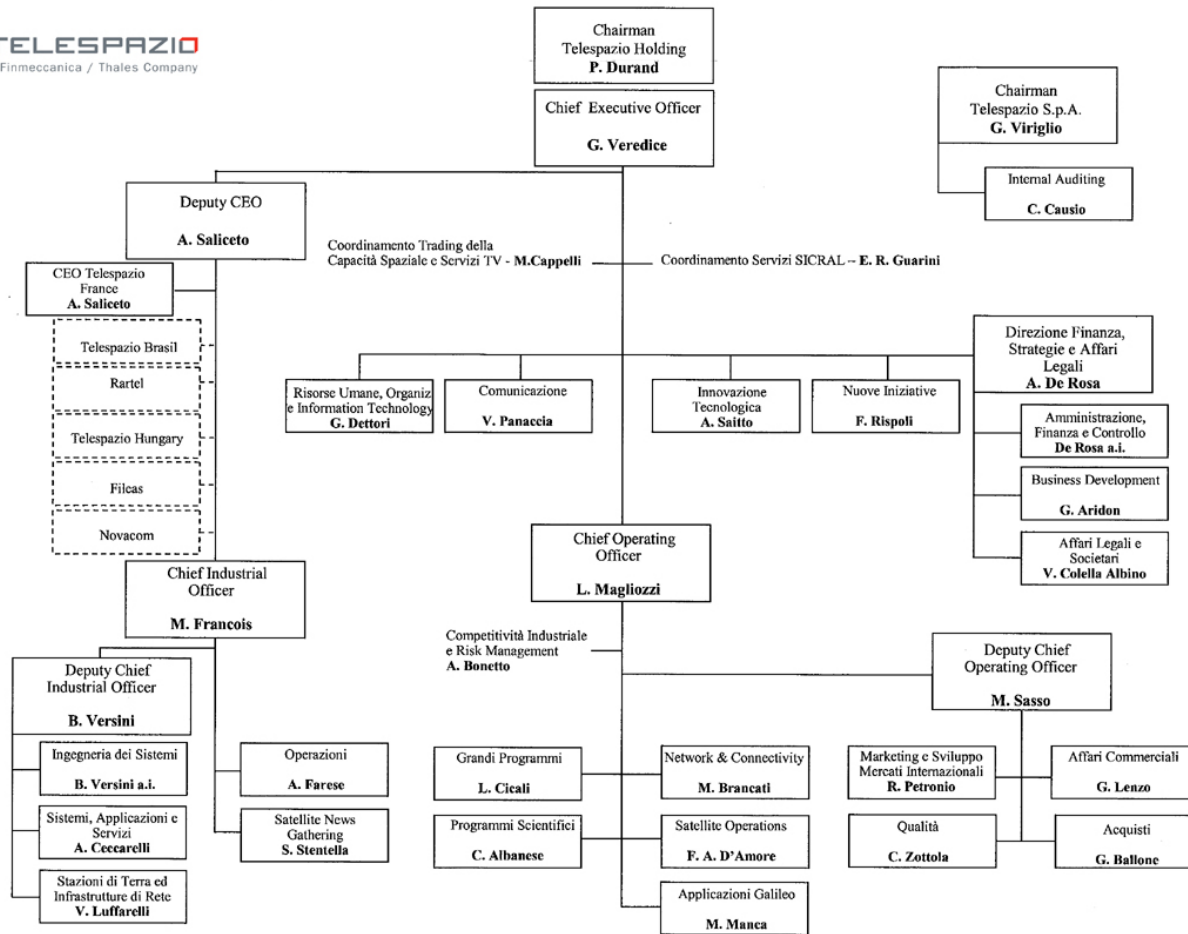 TELESPAZIO
Finmeccanica / Thales Company
Chairman
Telespazio Holding
P. Durand
Chief Executive Officer
G. Veredice
Chairman
Telespazio S.p.A.
G. Viriglio
Internal Auditing
C. Causio
Deputy CEO
A. Saliceto
Coordinamento Trading della
Capacità Spaziale e Servizi TV - M.Cappelli
Coordinamento Servizi SICRAL – E. R. Guarini
CEO Telespazio
France
A. Saliceto
Telespazio Brasil
Rartel
Telespazio Hungary
Fileas
Novacom
Risorse Umane, Organiz
e Information Technology
G. Dettori
Comunicazione
V. Panaccia
Innovazione
Tecnologica
A. Saitto
Nuove Iniziative
F. Rispoli
Direzione Finanza,
Strategie e Affari
Legali
A. De Rosa
Amministrazione,
Finanza e Controllo
De Rosa a.i.
Business Development
G. Aridon
Affari Legali e
Societari
V. Colella Albino
Chief Operating
Officer
L. Magliozzi
Chief Industrial
Officer
M. Francois
Competitività Industriale
e Risk Management
A. Bonetto
Deputy Chief
Operating Officer
M. Sasso
Deputy Chief
Industrial Officer
B. Versini
Ingegneria dei Sistemi
B. Versini a.i.
Sistemi, Applicazioni e
Servizi
A. Ceccarelli
Stazioni di Terra ed
Infrastrutture di Rete
V. Luffarelli
Operazioni
A. Farese
Satellite News
Gathering
S. Stentella
Grandi Programmi
L. Cicali
Network & Connectivity
M. Brancati
Programmi Scientifici
C. Albanese
Satellite Operations
F. A. D'Amore
Applicazioni Galileo
M. Manca
Marketing e Sviluppo
Mercati Internazionali
R. Petronio
Affari Commerciali
G. Lenzo
Qualità
C. Zottola
Acquisti
G. Ballone